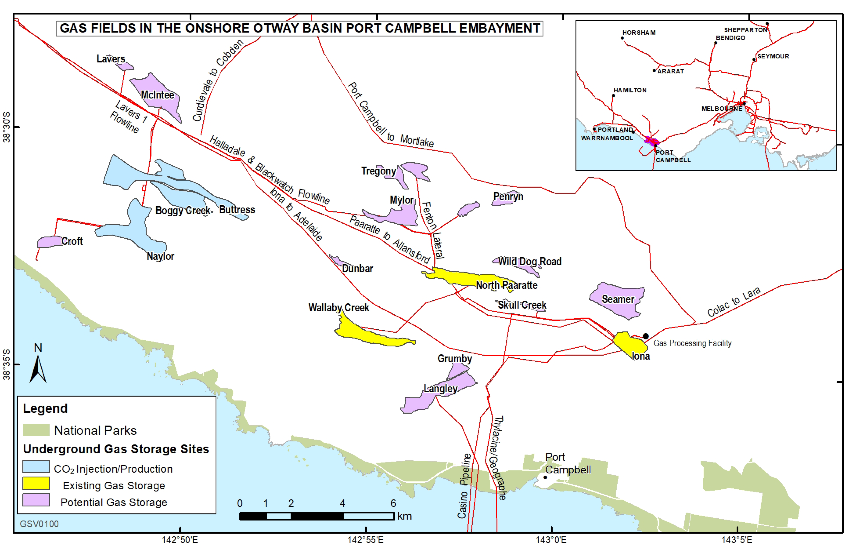 GAS FIELDS IN THE ONSHORE OTWAY BASIN PORT CAMPBELL EMBAYMENT
HORSHAM
SHEPPARTON
BENDIGO
SEYMOUR
ARARAT
HAMILTON
MELBOURNE
PORTLAND
WARRNAMBOOL
PORT
CAMPBELL
Lavers
McIntee
Curdievale to Cobden
Port Campbell to Mortlake
Lavers 1
Flowline
38°30'S
Halladale & Blackwatch Flowline
Tregony
Iona to Adelaide
Mylor
Penryn
Boggy Creek
Buttress
Fenton Lateral
Paaratte to Allansford
Croft
Naylor
Dunbar
Wild Dog Road
North Paaratte
Seamer
Wallaby Creek
Skull Creek
Colac to Lara
Gas Processing Facility
Iona
N
Grumby
38°35'S
Langley
Legend
National Parks
Underground Gas Storage Sites
CO2 Injection/Production
Existing Gas Storage
Potential Gas Storage
GSV0100
Casino Pipeline
Thylacine/Geographe
Port
Campbell
0 2 4 6
km
142°50'E 142°55'E 143°0'E 143°5'E